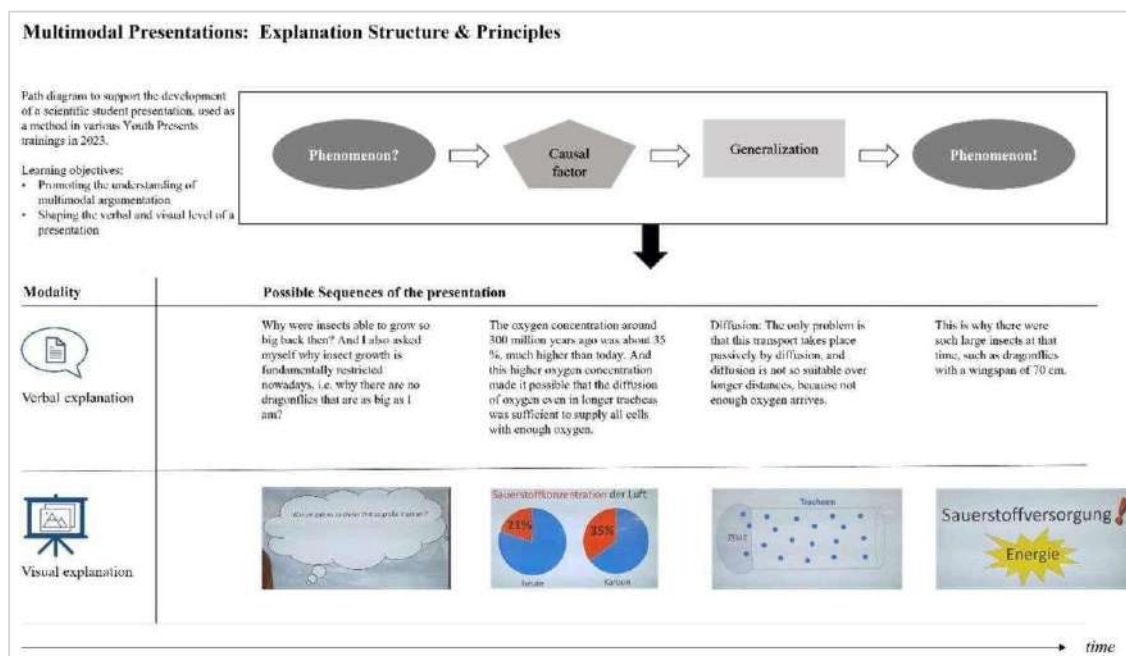 Multimodal Presentations: Explanation Structure & Principles
Path diagram to support the development
of a scientific student presentation, used as
a method in various Youth Presents
trainings in 2023.
Learning objectives:
• Promoting the understanding of
multimodal argumentation
• Shaping the verbal and visual level of a
presentation
Phenomenon?
Causal
factor
Generalization
Phenomenon!
Modality
Possible Sequences of the presentation
Verbal explanation
Why were insects able to grow so
big back then? And I also asked
myself why insect growth is
fundamentally restricted
nowadays, i.e. why there are no
dragonflies that are as big as I
am?
The oxygen concentration around
300 million years ago was about 35
%, much higher than today. And
this higher oxygen concentration
made it possible that the diffusion
of oxygen even in longer tracheas
was sufficient to supply all cells
with enough oxygen.
Diffusion: The only problem is
that this transport takes place
passively by diffusion, and
diffusion is not so suitable over
longer distances, because not
enough oxygen arrives.
This is why there were
such large insects at that
time, such as dragonflies
with a wingspan of 70 cm.
Visual explanation
Sauerstoffkonzentration der Luft
21%
35%
heute
Karbon
Tracheen
Zelle
Sauerstoffversorgung!
Energie
time